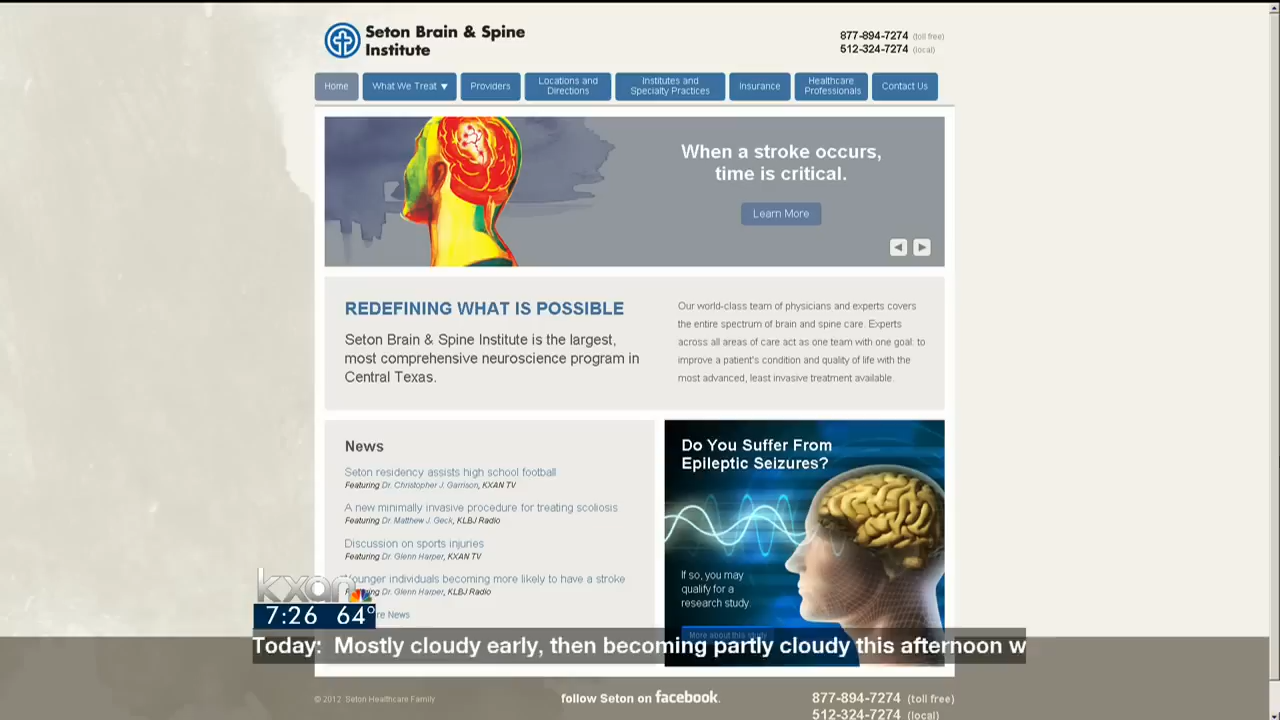 Seton Brain & Spine
Institute
877-894-7274 (toll free)
512-324-7274 (local)
Home
What We Treat ▼
Providers
Locations and
Directions
Institutes and
Specialty Practices
Insurance
Healthcare
Professionals
Contact Us
When a stroke occurs,
time is critical.
Learn More
REDEFINING WHAT IS POSSIBLE
Seton Brain & Spine Institute is the largest,
most comprehensive neuroscience program in
Central Texas.
Our world-class team of physicians and experts covers
the entire spectrum of brain and spine care. Experts
across all areas of care act as one team with one goal: to
improve a patient's condition and quality of life with the
most advanced, least invasive treatment available.
News
Seton residency assists high school football
Featuring Dr. Christopher J. Garrison, KXAN TV
A new minimally invasive procedure for treating scoliosis
Featuring Dr. Matthew J. Geck, KLBJ Radio
Discussion on sports injuries
Featuring Dr. Glenn Harper, KXAN TV
Younger individuals becoming more likely to have a stroke
Dr. Glenn Harper, KLBJ Radio
News
Do You Suffer From
Epileptic Seizures?
If so, you may
qualify for a
research study.
More about this study
kxan
7:26 64°
Today: Mostly cloudy early, then becoming partly cloudy this afternoon w
© 2012 Seton Healthcare Family
follow Seton on facebook.
877-894-7274 (toll free)
512-324-7274 (local)